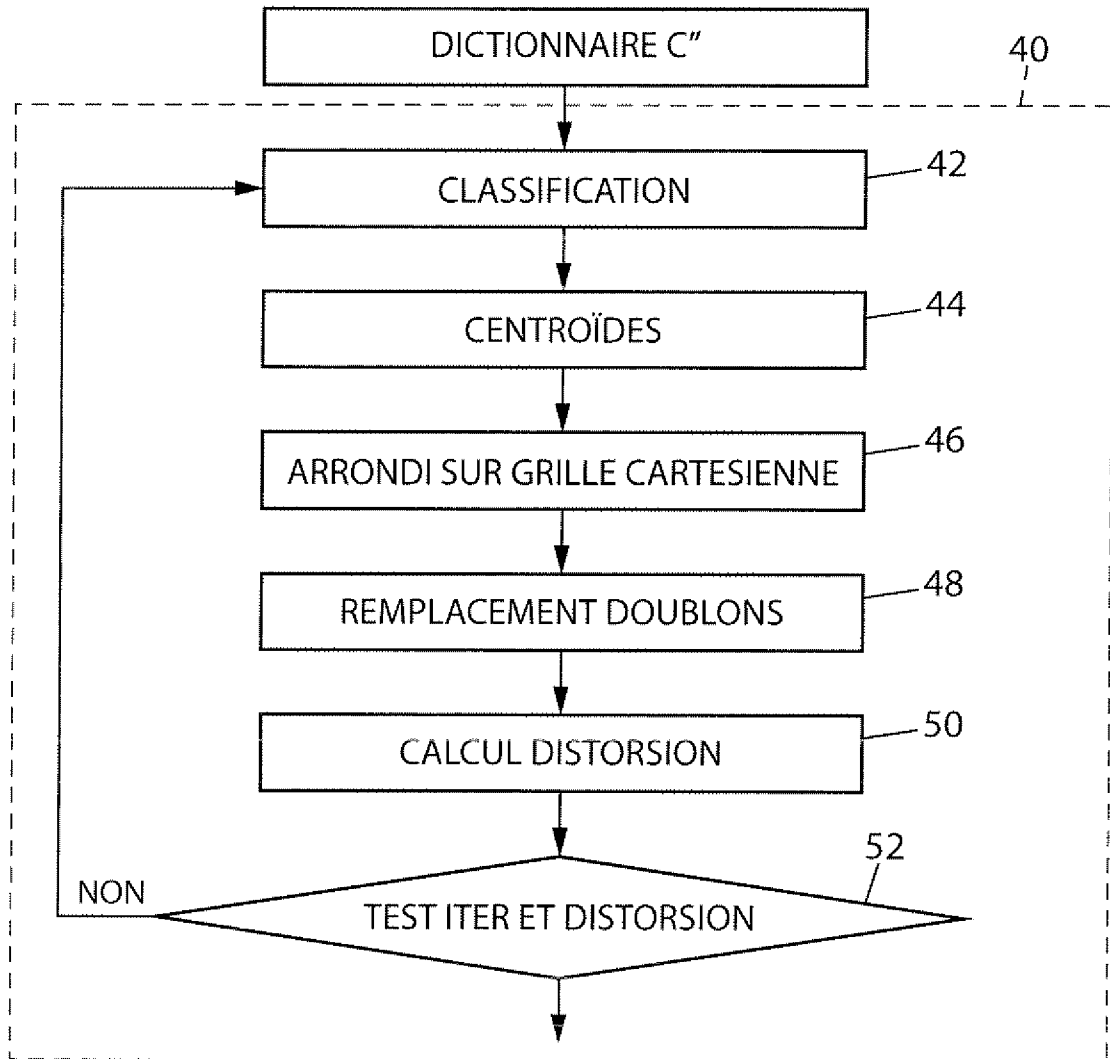 DICTIONNAIRE C"
40
CLASSIFICATION
42
CENTROÏDES
44
ARRONDI SUR GRILLE CARTESIENNE
46
REMPLACEMENT DOUBLONS
48
CALCUL DISTORSION
50
52
NON
TEST ITER ET DISTORSION